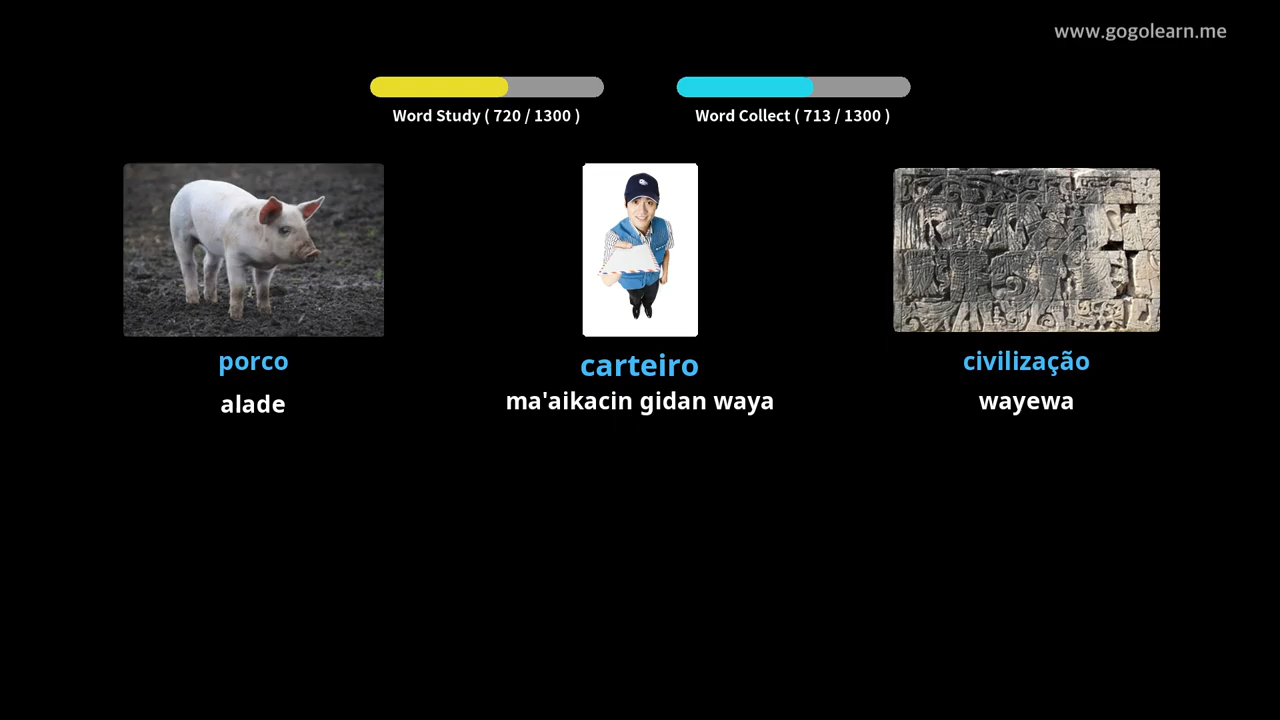 www.gogolearn.me
Word Study ( 720 / 1300 )
Word Collect ( 713 / 1300 )
porco
carteiro
civilização
alade
ma'aikacin gidan waya
wayewa